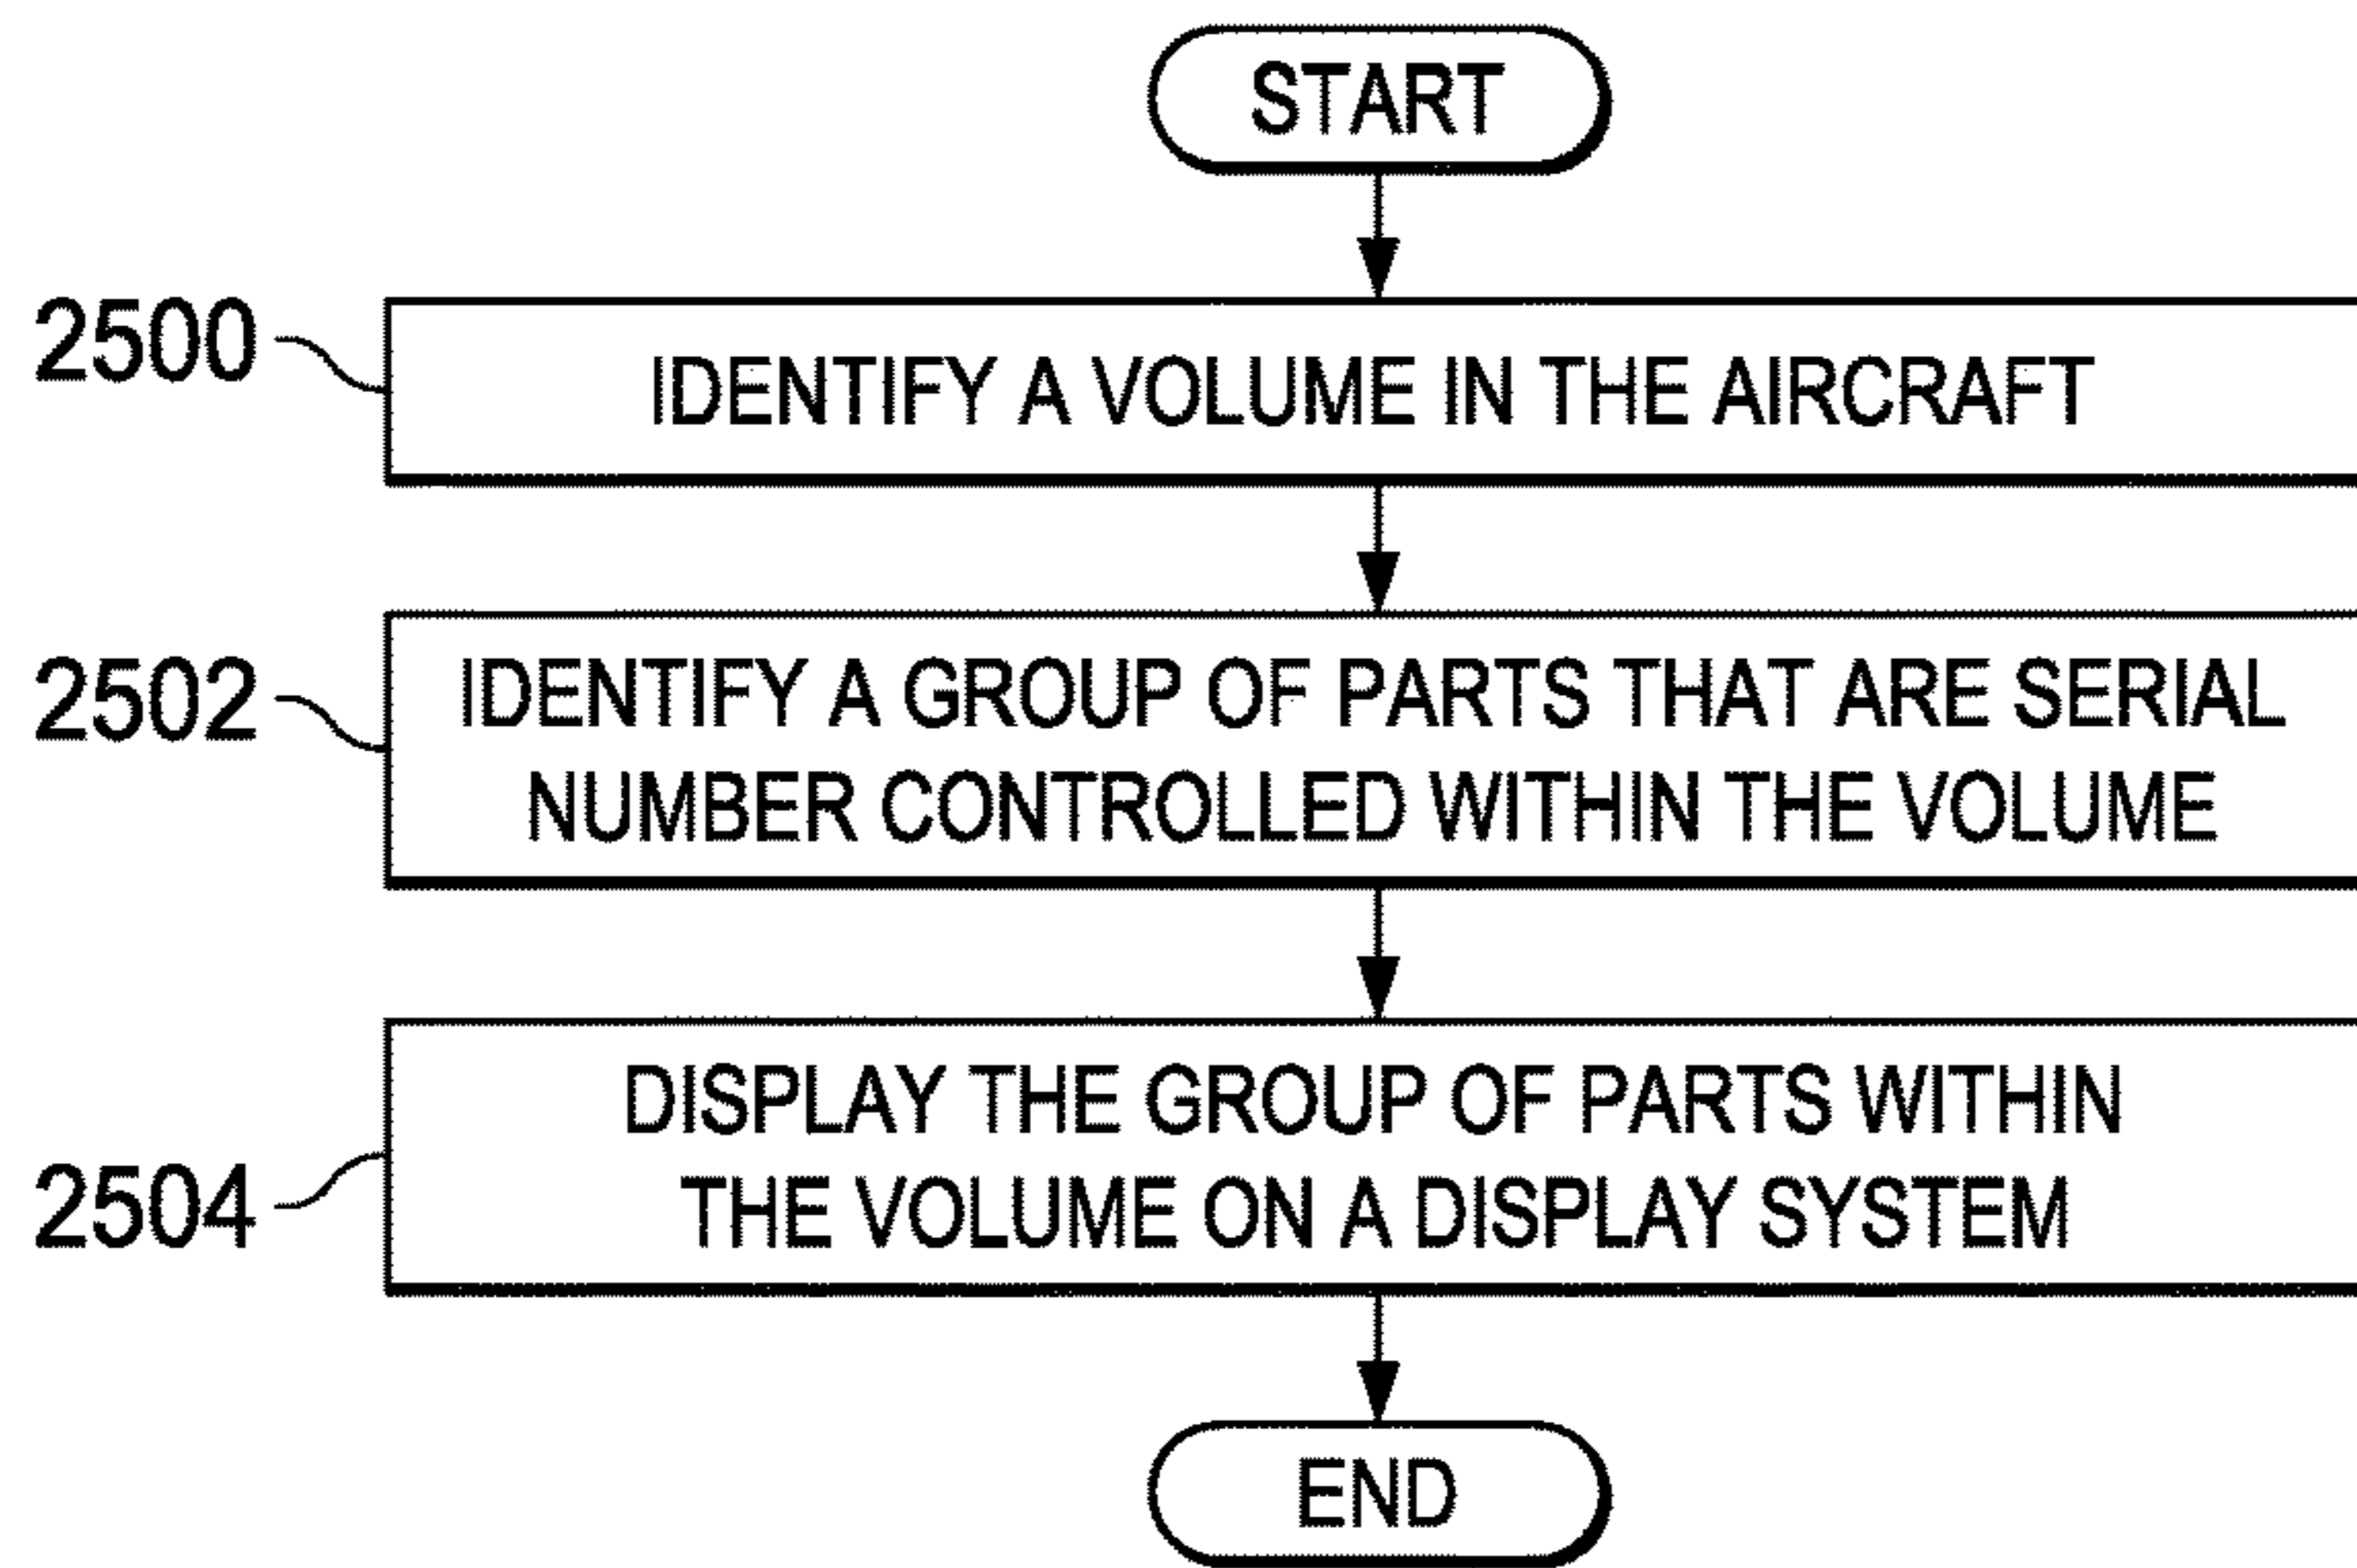 START
2500
IDENTIFY A VOLUME IN THE AIRCRAFT
2502
IDENTIFY A GROUP OF PARTS THAT ARE SERIAL
NUMBER CONTROLLED WITHIN THE VOLUME
2504
DISPLAY THE GROUP OF PARTS WITHIN
THE VOLUME ON A DISPLAY SYSTEM
END